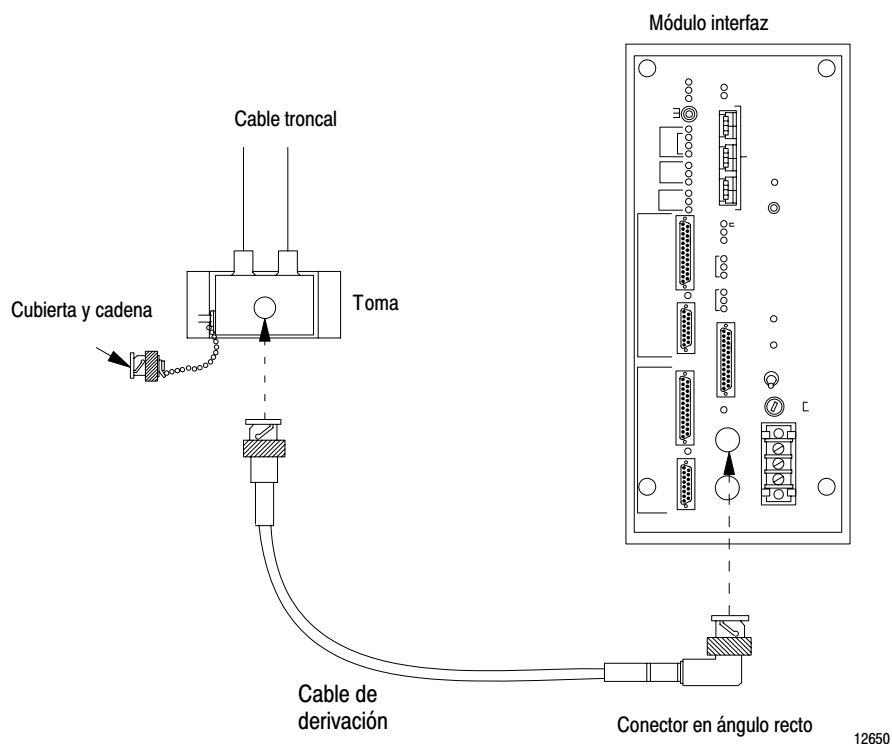 Módulo interfaz
Cable troncal
Cubierta y cadena
Toma
Cable de
derivación
Conector en ángulo recto
12650